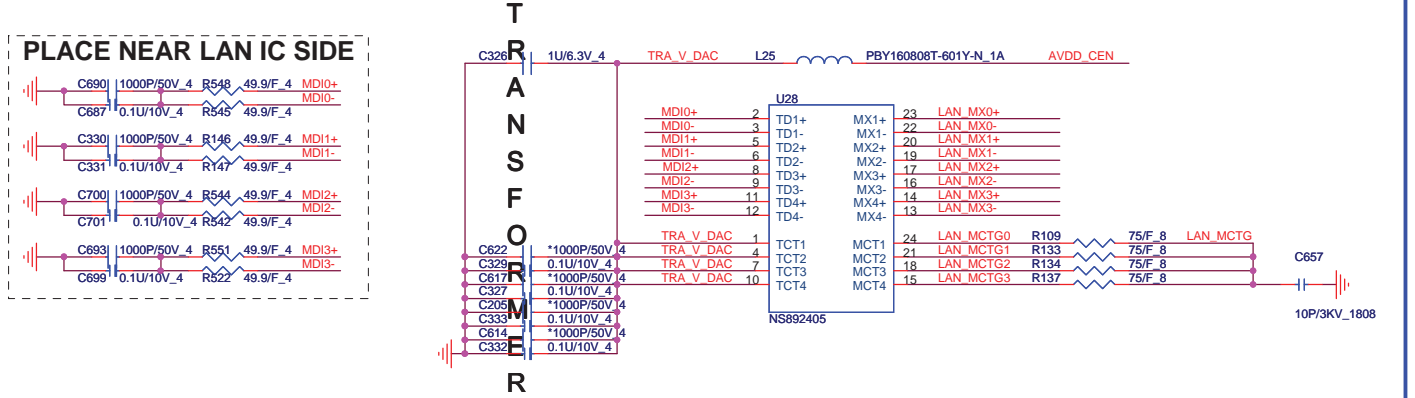 PLACE NEAR LAN IC SIDE
C690 1000P/50V_4 R548 49.9/F_4 MDI0+
MDI0-
C687 0.1U/10V_4 R545 49.9/F_4
C330 1000P/50V_4 R146 49.9/F_4 MDI1+
MDI1-
C331 0.1U/10V_4 R147 49.9/F_4
C700 1000P/50V_4 R544 49.9/F_4 MDI2+
MDI2-
C701 0.1U/10V_4 R542 49.9/F_4
C693 1000P/50V_4 R551 49.9/F_4 MDI3+
MDI3-
C699 0.1U/10V_4 R522 49.9/F_4
TRANSFORMER
C326 1U/6.3V_4 TRA_V_DAC L25 PBY160808T-601Y-N_1A AVDD_CEN
U28
MDI0+ 2 TD1+ MX1+ 23 LAN_MX0+
MDI0- 3 TD1- MX1- 22 LAN_MX0-
MDI1+ 5 TD2+ MX2+ 20 LAN_MX1+
MDI1- 6 TD2- MX2- 19 LAN_MX1-
MDI2+ 8 TD3+ MX3+ 17 LAN_MX2+
MDI2- 9 TD3- MX3- 16 LAN_MX2-
MDI3+ 11 TD4+ MX4+ 14 LAN_MX3+
MDI3- 12 TD4- MX4- 13 LAN_MX3-
TRA_V_DAC 1 TCT1 MCT1 24 LAN_MCTG0 R109 75/F_8 LAN_MCTG
TRA_V_DAC 4 TCT2 MCT2 21 LAN_MCTG1 R133 75/F_8
TRA_V_DAC 7 TCT3 MCT3 18 LAN_MCTG2 R134 75/F_8
TRA_V_DAC 10 TCT4 MCT4 15 LAN_MCTG3 R137 75/F_8
NS892405
C622 *1000P/50V_4
C329 0.1U/10V_4
C617 *1000P/50V_4
C327 0.1U/10V_4
C205 *1000P/50V_4
C333 0.1U/10V_4
C614 *1000P/50V_4
C332 0.1U/10V_4
C657
10P/3KV_1808